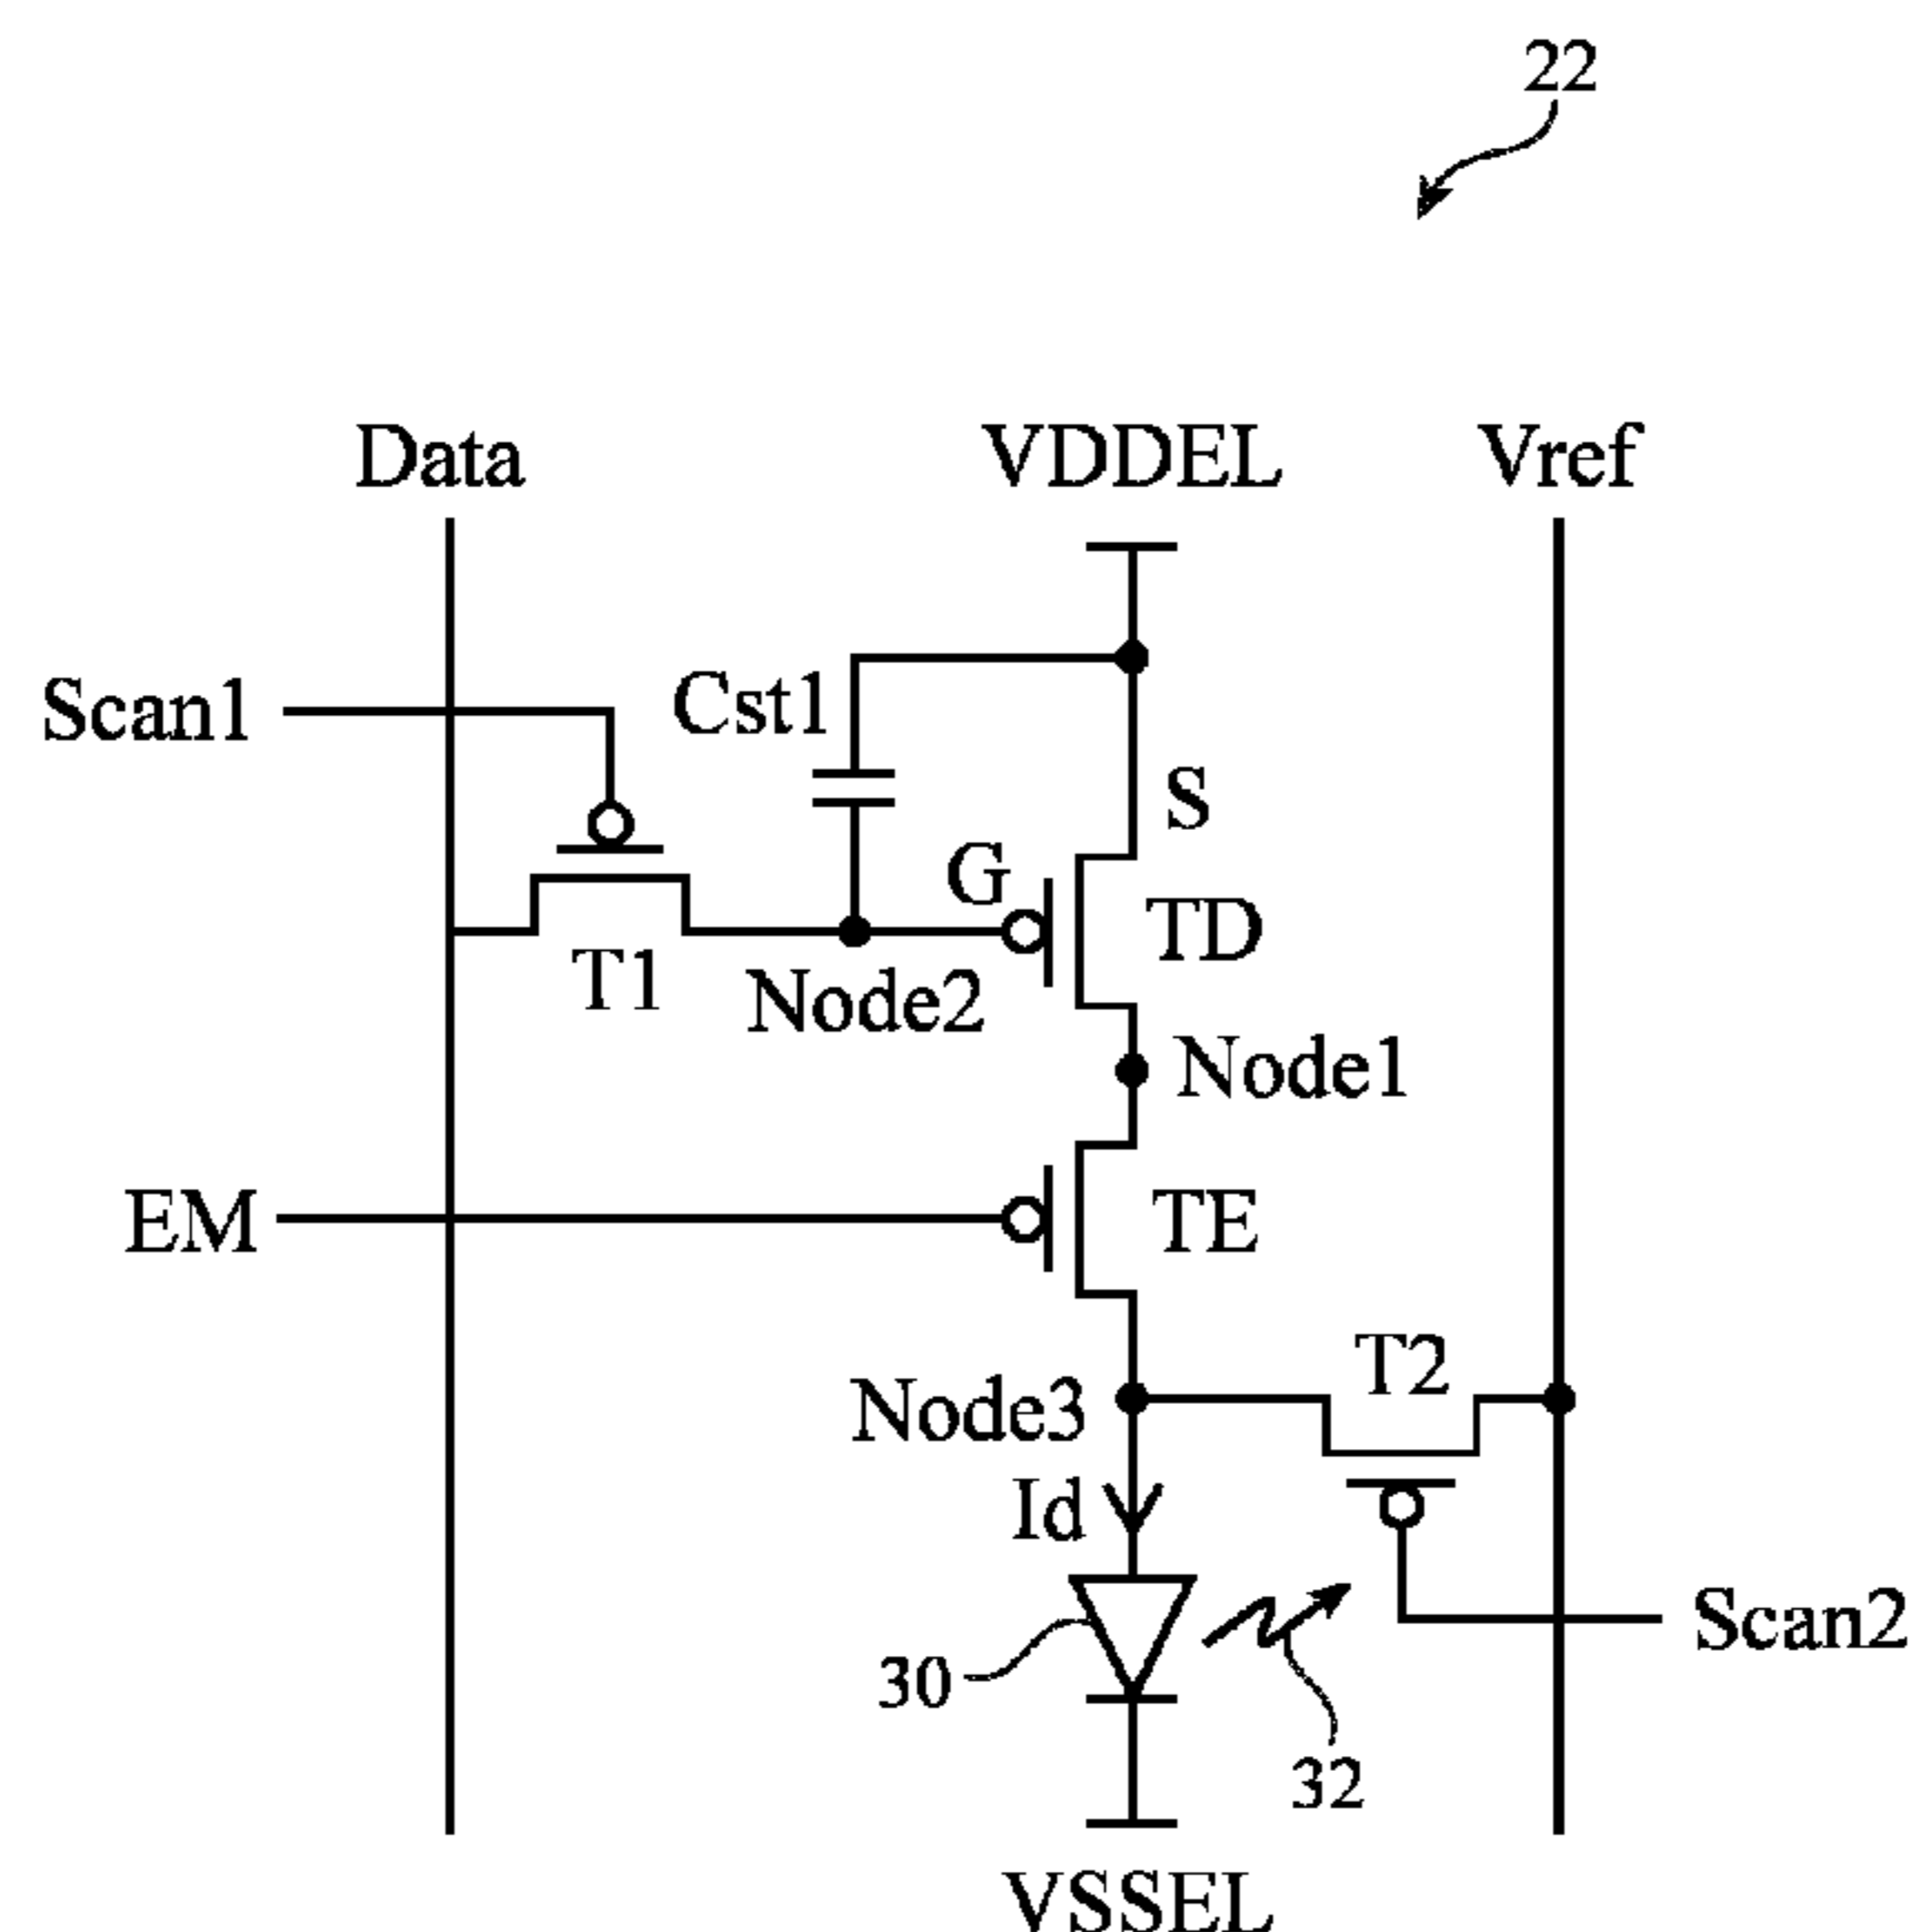 22
Data
VDDEL
Vref
Scan1
Cst1
S
G
TD
T1
Node2
Node1
EM
TE
T2
Node3
Id
Scan2
30
32
VSSEL